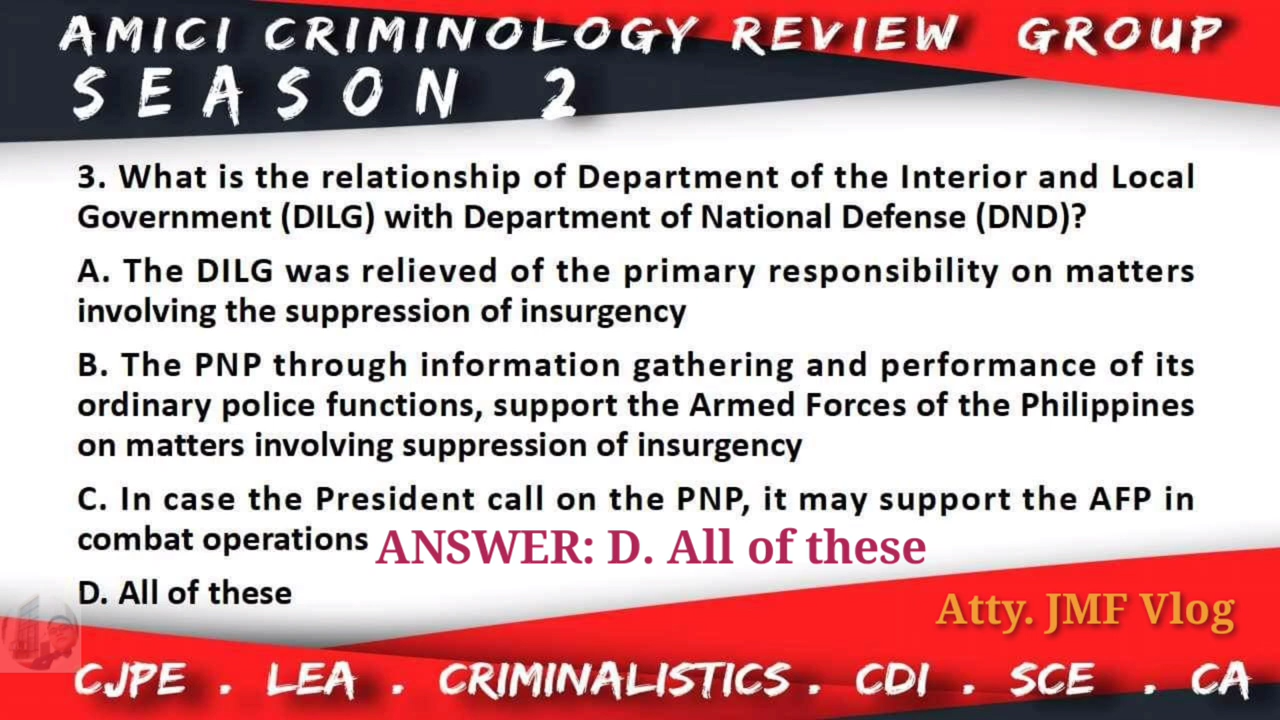 AMICI CRIMINOLOGY REVIEW GROUP
SEASON 2
3. What is the relationship of Department of the Interior and Local
Government (DILG) with Department of National Defense (DND)?
A. The DILG was relieved of the primary responsibility on matters
involving the suppression of insurgency
B. The PNP through information gathering and performance of its
ordinary police functions, support the Armed Forces of the Philippines
on matters involving suppression of insurgency
C. In case the President call on the PNP, it may support the AFP in
combat operations
ANSWER: D. All of these
D. All of these
Atty. JMF Vlog
CJPE . LEA . CRIMINALISTICS . CDI . SCE . CA